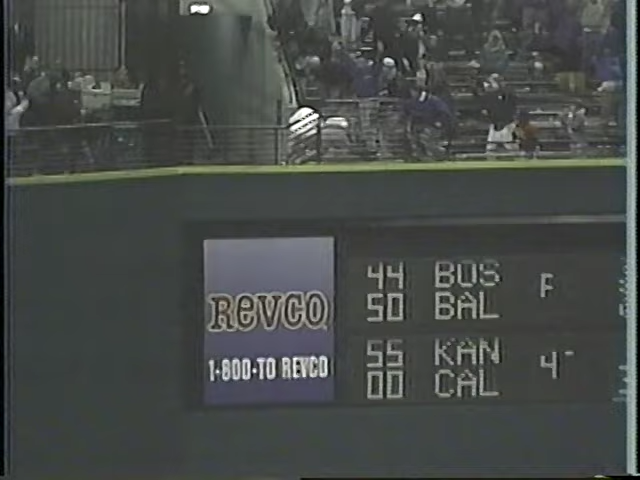 REVCO
1-800-TO REVCO
44 BOS
50 BAL
F
55 KAN
00 CAL
4-